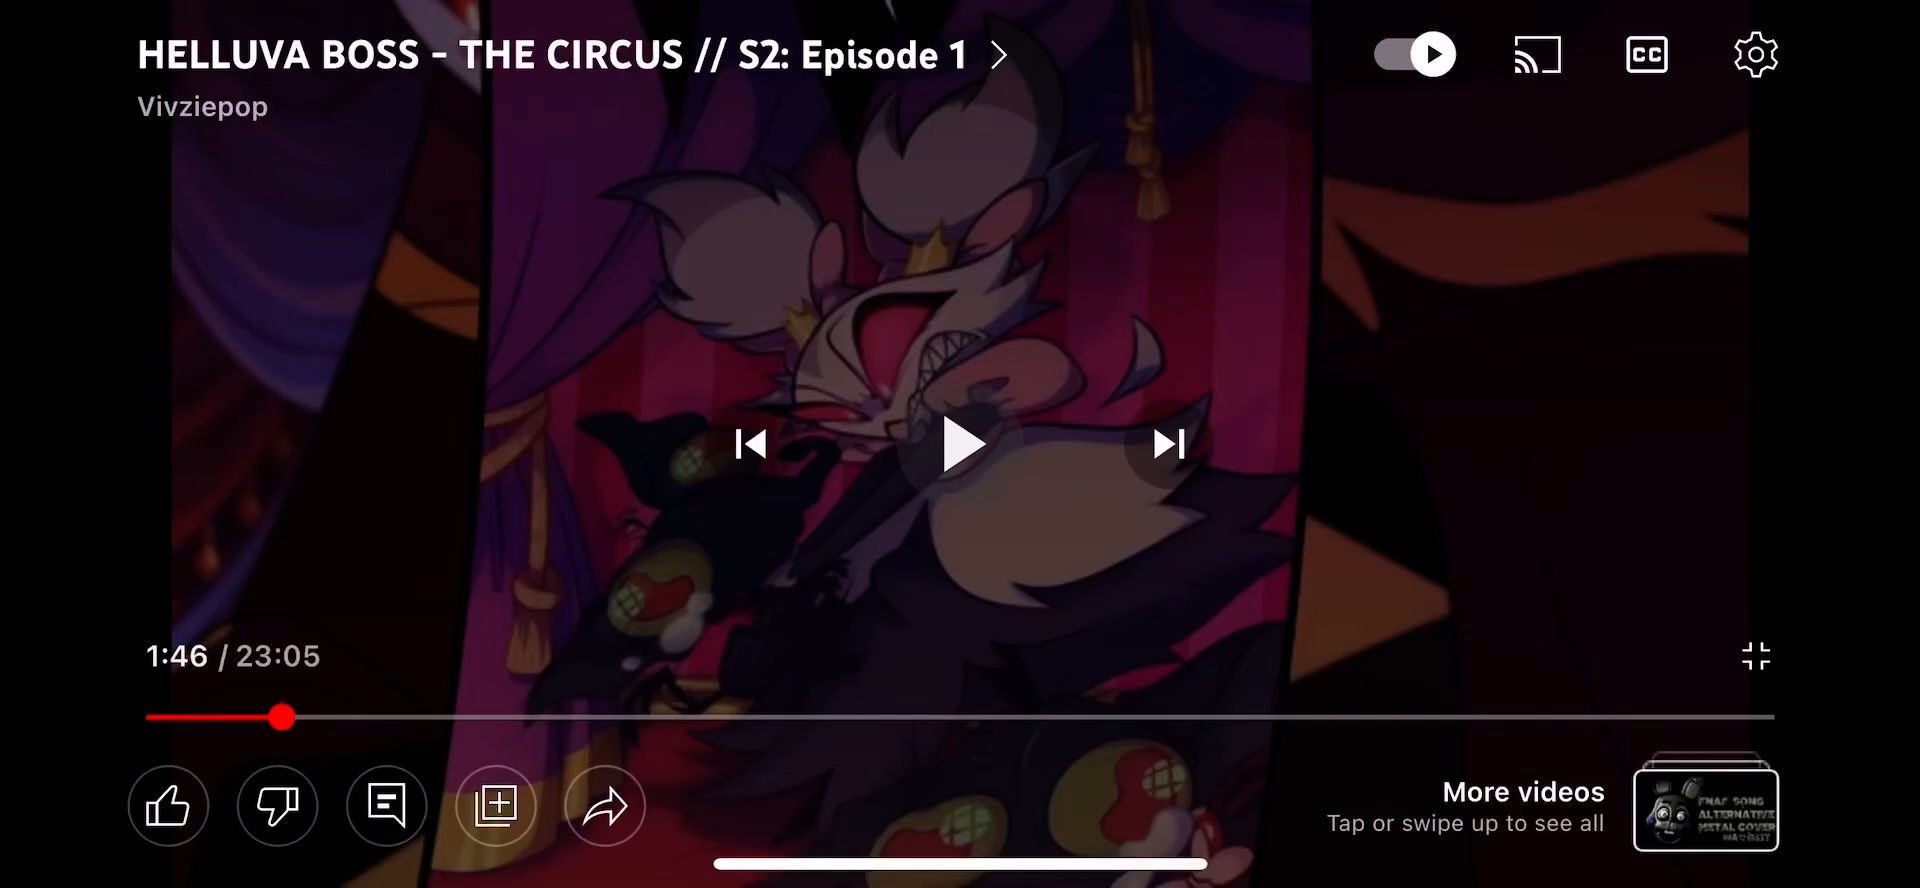 HELLUVA BOSS - THE CIRCUS // S2: Episode 1
Vivziepop
CC
1:46 / 23:05
More videos
Tap or swipe up to see all
FNAF SONG
ALTERNATIVE
METAL COVER